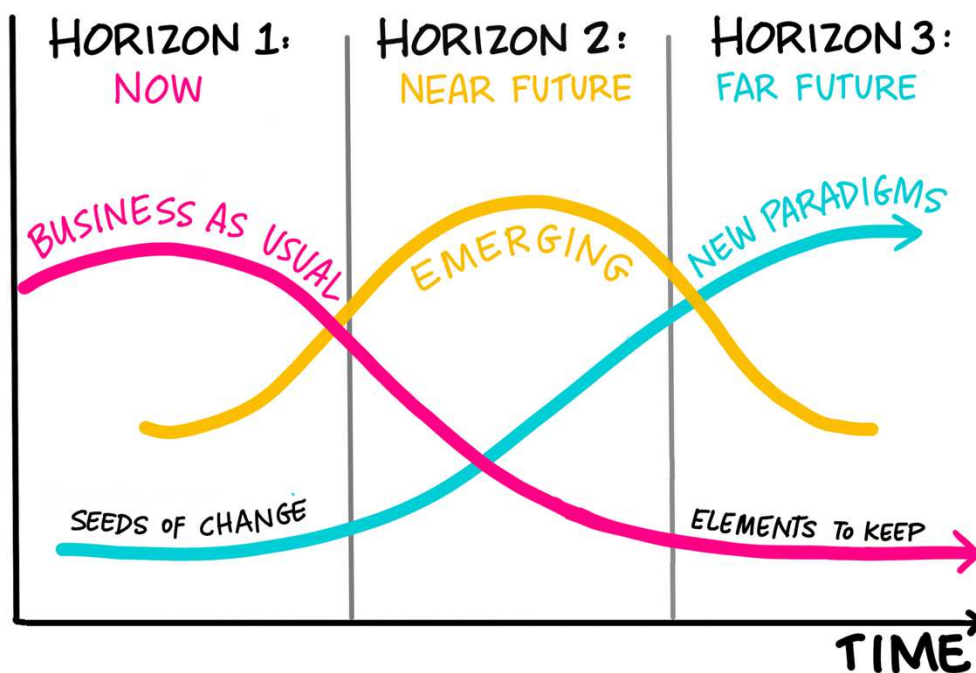 HORIZON 1:
NOW
HORIZON 2:
NEAR FUTURE
HORIZON 3:
FAR FUTURE
BUSINESS AS USUAL
EMERGING
NEW PARADIGMS
SEEDS OF CHANGE
ELEMENTS TO KEEP
TIME